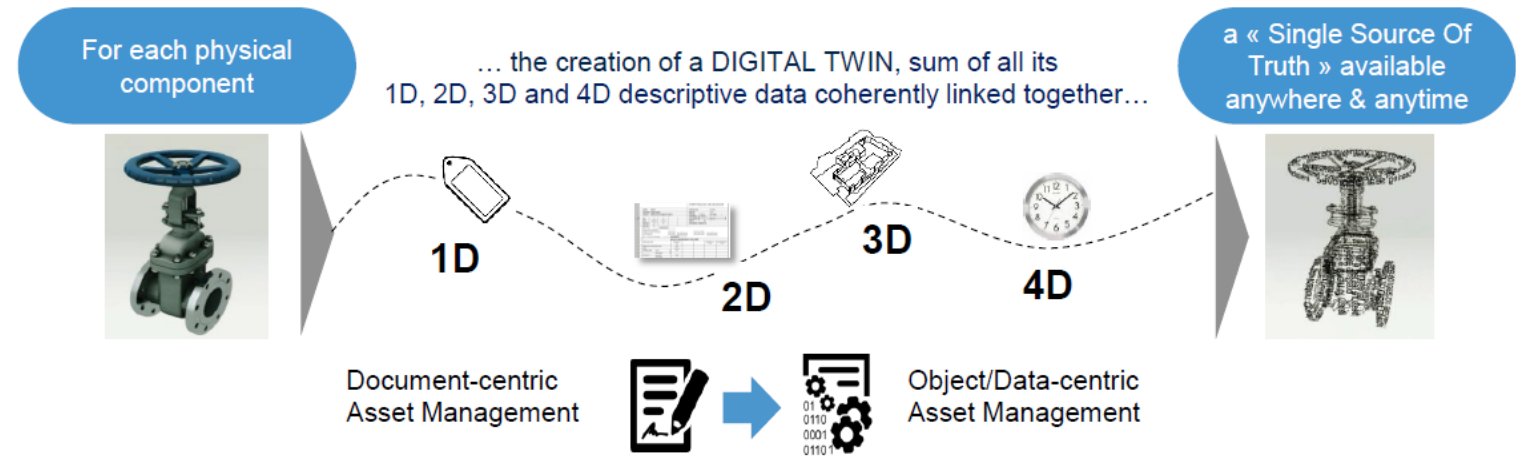 For each physical
component
… the creation of a DIGITAL TWIN, sum of all its
1D, 2D, 3D and 4D descriptive data coherently linked together…
a « Single Source Of
Truth » available
anywhere & anytime
1D
2D
3D
4D
Document-centric
Asset Management
01
0110
0001
01101
Object/Data-centric
Asset Management